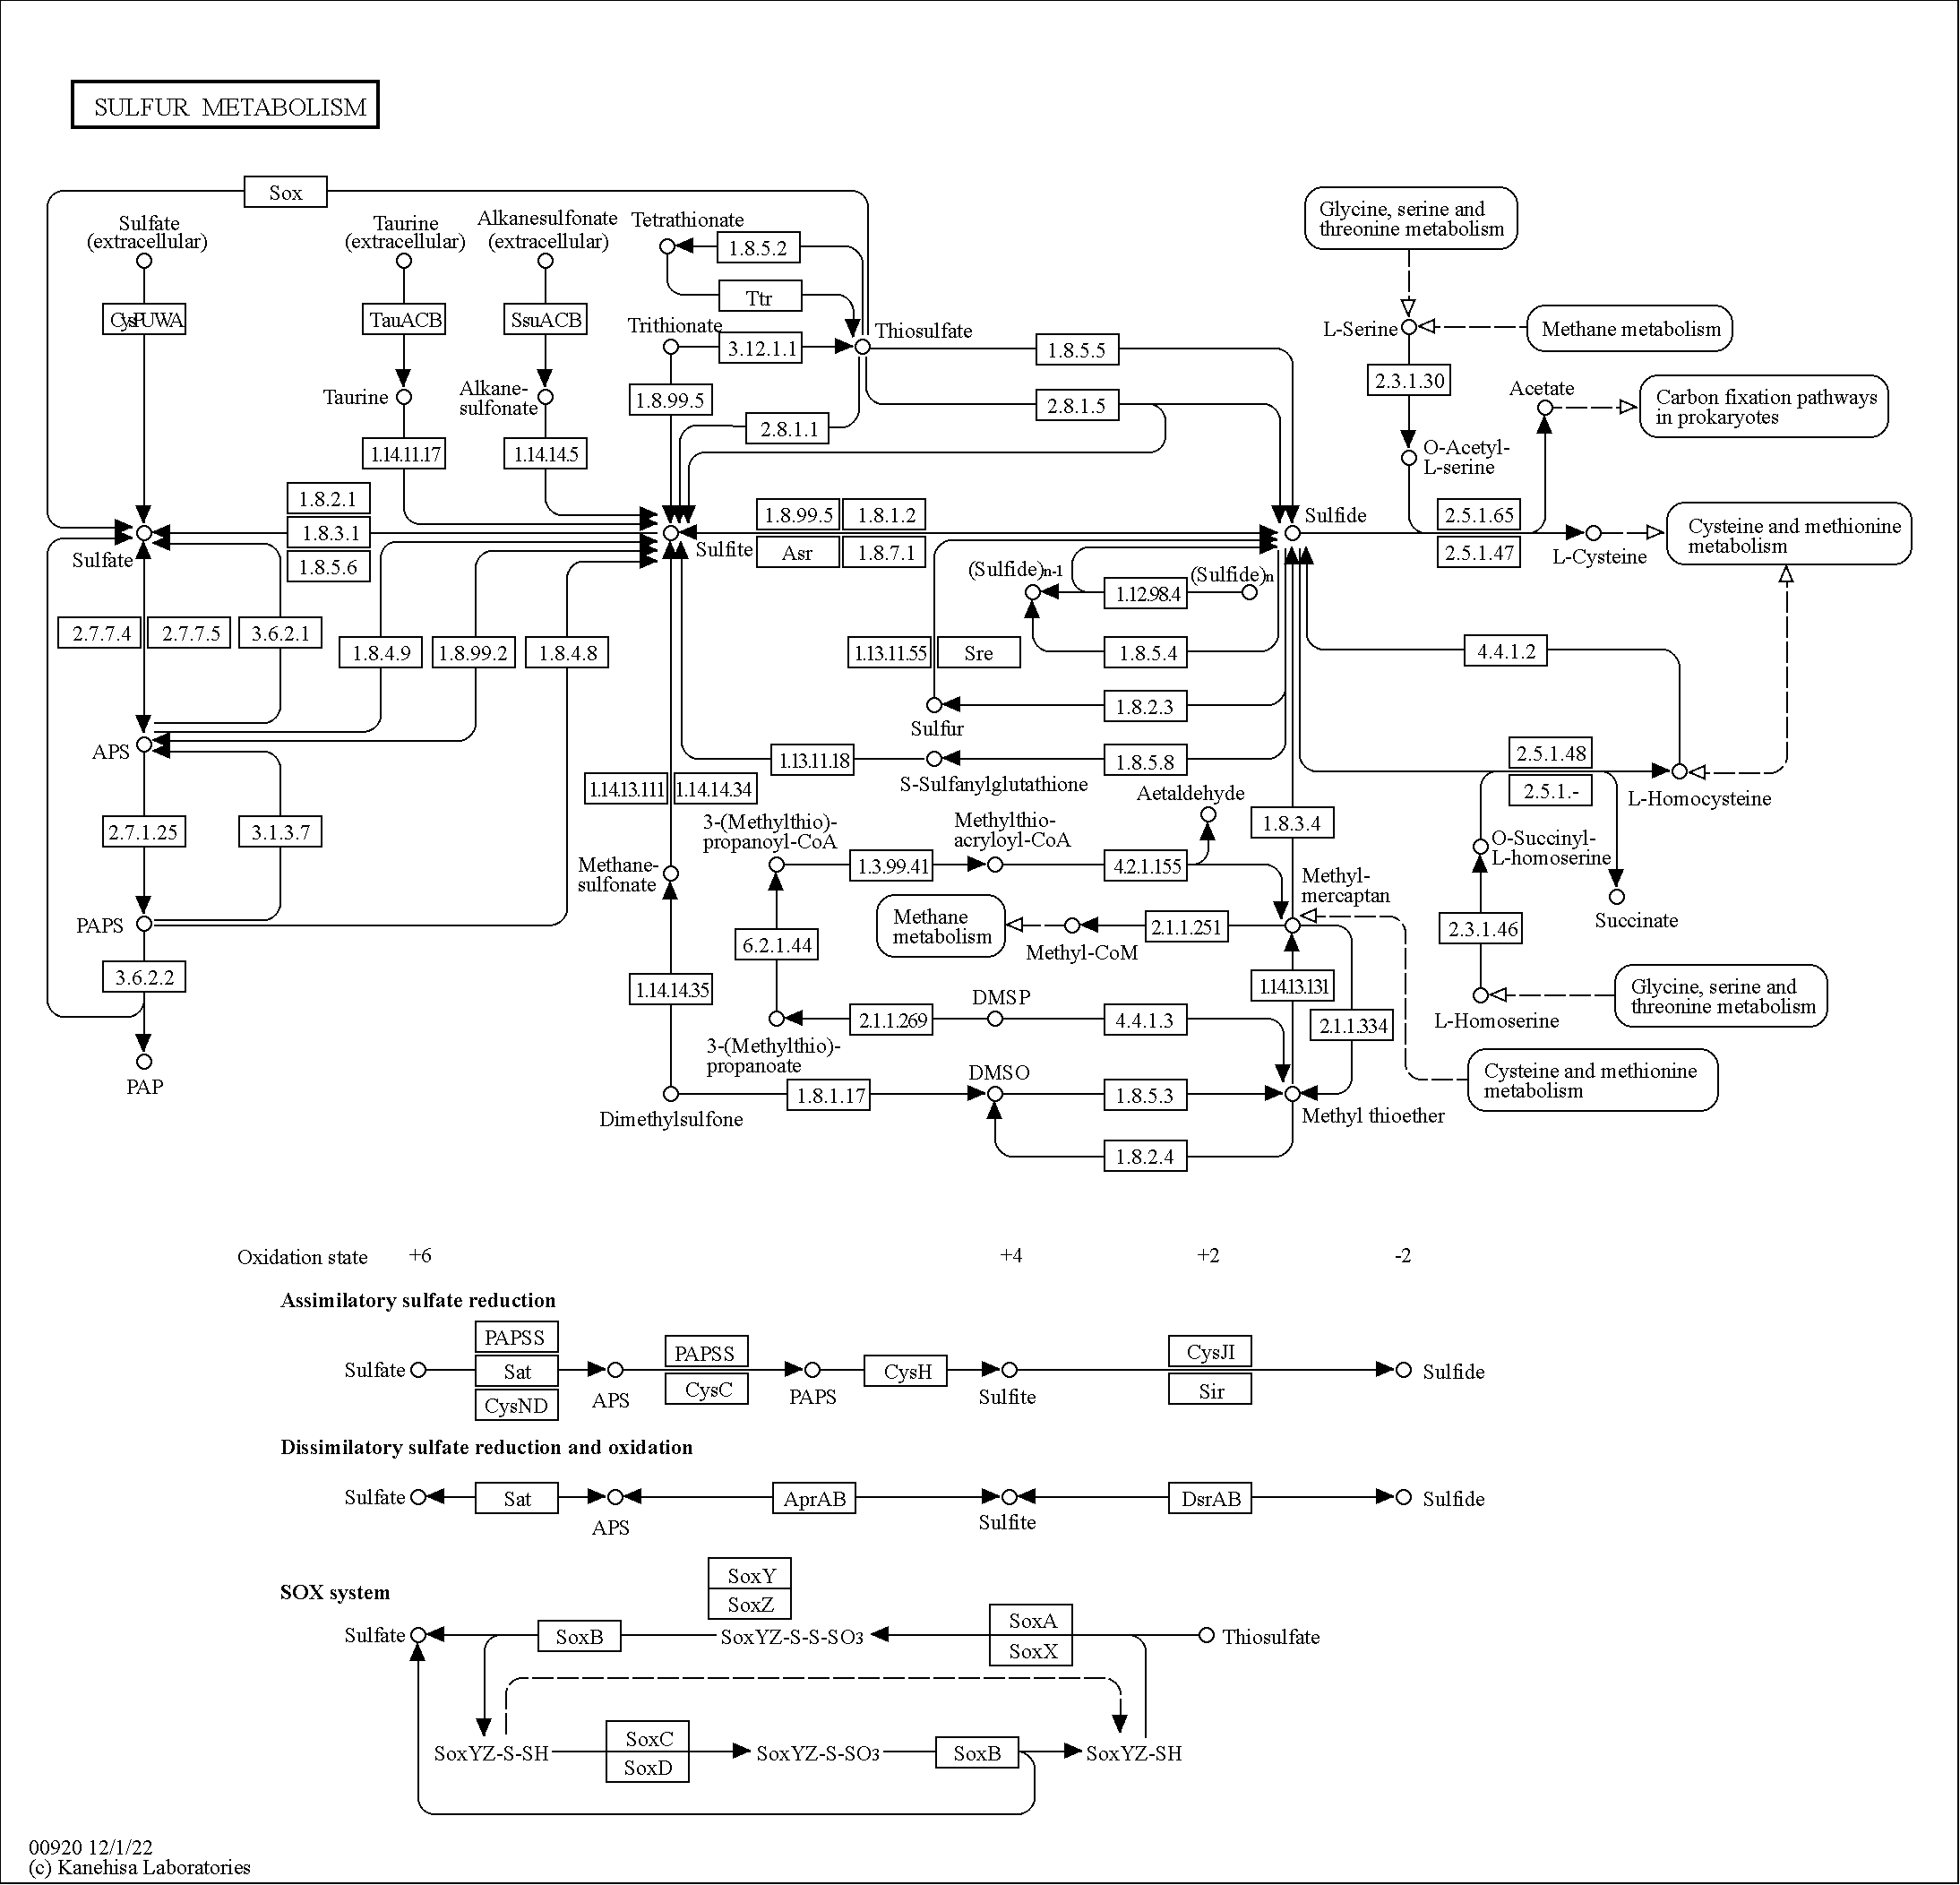 SULFUR METABOLISM
Sox
Sulfate
(extracellular)
Taurine
(extracellular)
Alkanesulfonate
(extracellular)
Tetrathionate
1.8.5.2
Ttr
Glycine, serine and
threonine metabolism
CysPUWA
TauACB
SsuACB
Trithionate
3.12.1.1
Thiosulfate
1.8.5.5
L-Serine
Methane metabolism
2.3.1.30
Taurine
Alkane-
sulfonate
1.8.99.5
2.8.1.1
2.8.1.5
Acetate
Carbon fixation pathways
in prokaryotes
1.14.11.17
1.14.14.5
O-Acetyl-
L-serine
1.8.2.1
1.8.3.1
1.8.5.6
Sulfate
Sulfite
1.8.99.5
1.8.1.2
Asr
1.8.7.1
Sulfide
2.5.1.65
2.5.1.47
L-Cysteine
Cysteine and methionine
metabolism
(Sulfide)n-1
(Sulfide)n
1.12.98.4
2.7.7.4
2.7.7.5
3.6.2.1
1.8.4.9
1.8.99.2
1.8.4.8
1.13.11.55
Sre
1.8.5.4
4.4.1.2
1.8.2.3
Sulfur
APS
1.13.11.18
1.8.5.8
S-Sulfanylglutathione
1.14.13.111
1.14.14.34
2.5.1.48
2.5.1.-
L-Homocysteine
Aetaldehyde
2.7.1.25
3.1.3.7
3-(Methylthio)-
propanoyl-CoA
Methylthio-
acryloyl-CoA
1.8.3.4
1.3.99.41
4.2.1.155
O-Succinyl-
L-homoserine
Methane-
sulfonate
Methyl-
mercaptan
PAPS
Methane
metabolism
Methyl-CoM
2.1.1.251
2.3.1.46
Succinate
6.2.1.44
3.6.2.2
1.14.14.35
DMSP
1.14.13.131
Glycine, serine and
threonine metabolism
L-Homoserine
2.1.1.269
4.4.1.3
2.1.1.334
3-(Methylthio)-
propanoate
PAP
DMSO
Cysteine and methionine
metabolism
1.8.1.17
1.8.5.3
Dimethylsulfone
Methyl thioether
1.8.2.4
Oxidation state +6 +4 +2 -2
Assimilatory sulfate reduction
PAPSS
Sulfate
Sat
CysND
APS
PAPSS
CysC
PAPS
CysH
Sulfite
CysJI
Sir
Sulfide
Dissimilatory sulfate reduction and oxidation
Sulfate
Sat
APS
AprAB
Sulfite
DsrAB
Sulfide
SOX system
SoxY
SoxZ
Sulfate
SoxB
SoxYZ-S-S-SO3
SoxA
SoxX
Thiosulfate
SoxYZ-S-SH
SoxC
SoxD
SoxYZ-S-SO3
SoxB
SoxYZ-SH
00920 12/1/22
(c) Kanehisa Laboratories